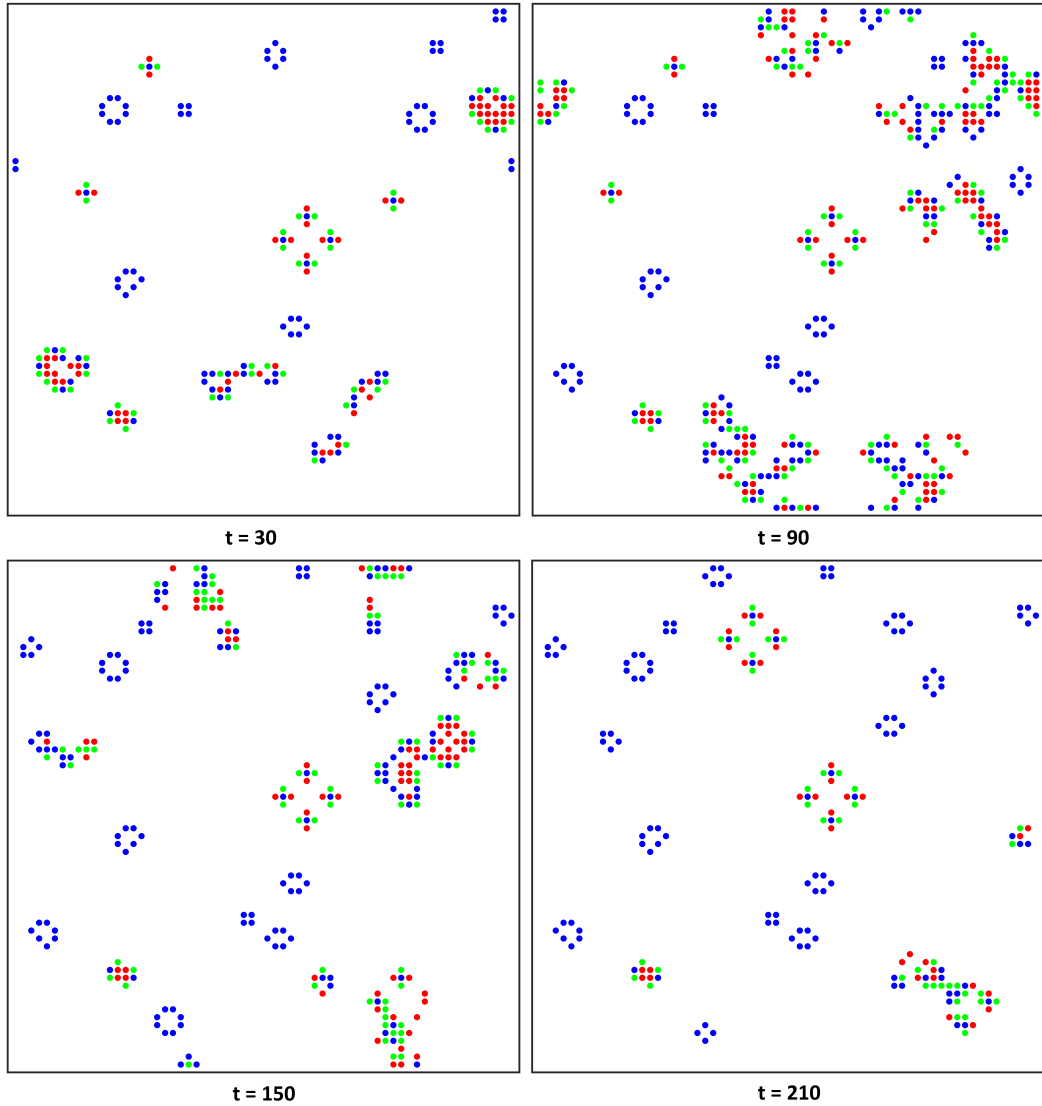 t = 30
t = 90
t = 150
t = 210